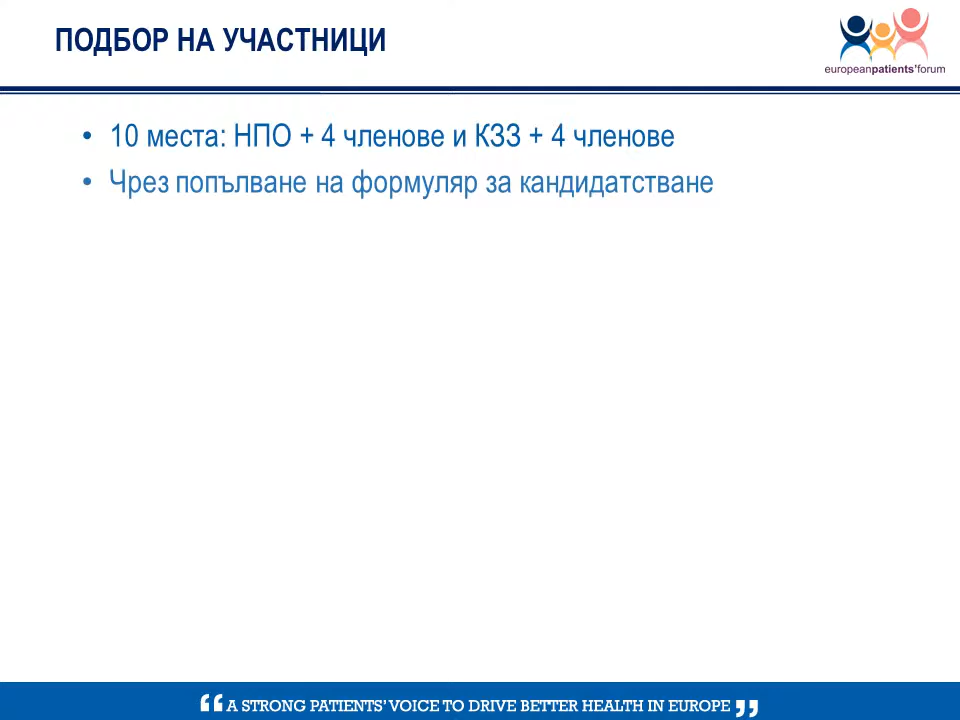 ПОДБОР НА УЧАСТНИЦИ
europeanpatients'forum
• 10 места: НПО + 4 членове и КЗЗ + 4 членове
• Чрез попълване на формуляр за кандидатстване
“ A STRONG PATIENTS’ VOICE TO DRIVE BETTER HEALTH IN EUROPE ”